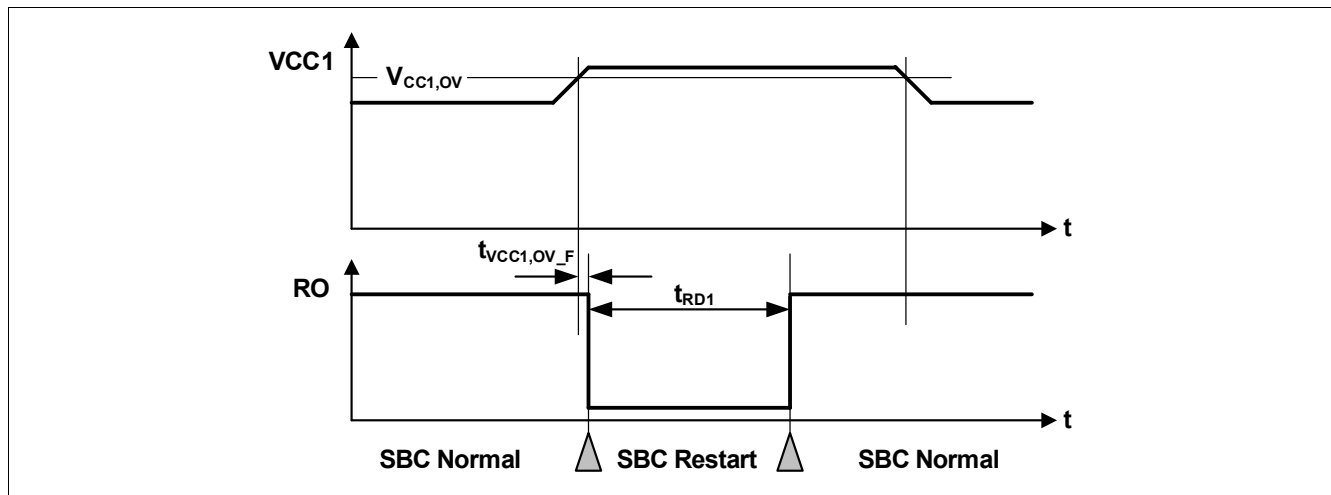 VCC1
VCC1,OV
t
tVCC1,OV_F
RO
tRD1
t
SBC Normal SBC Restart SBC Normal